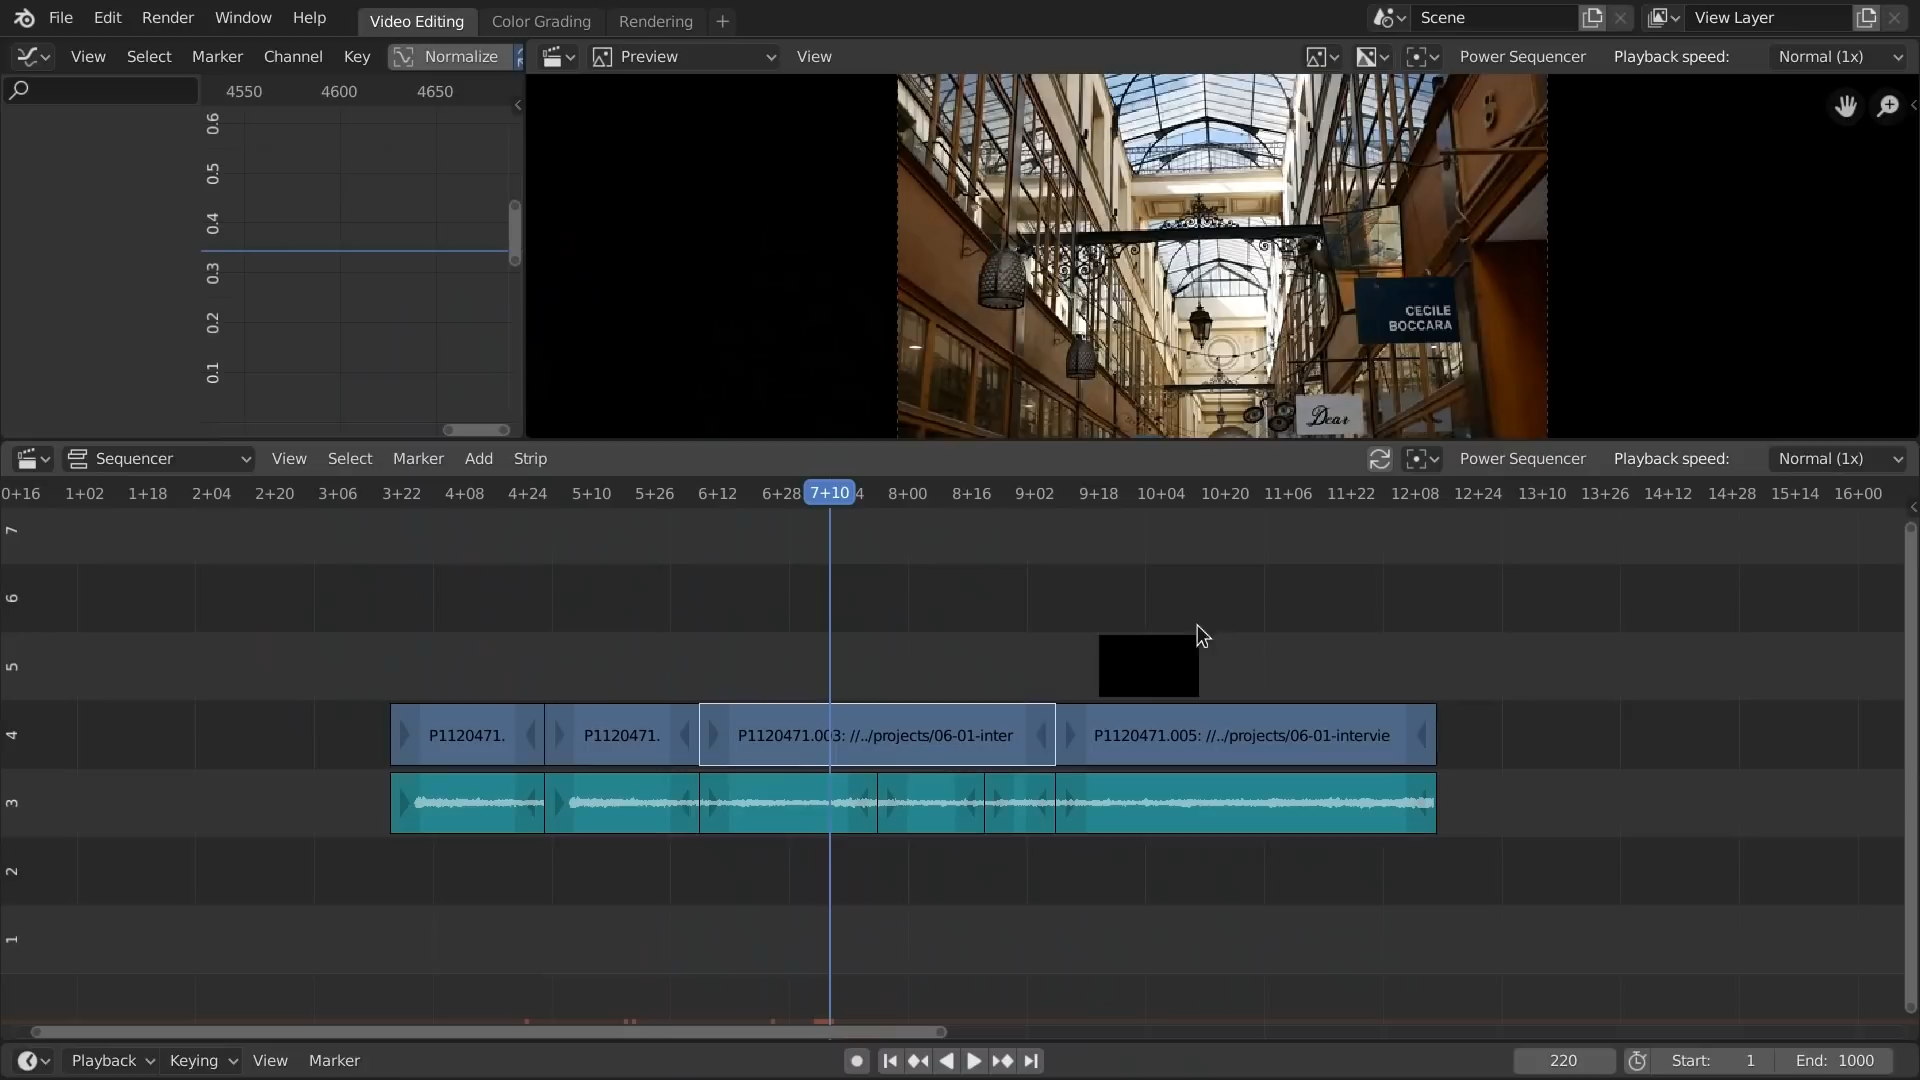 File Edit Render Window Help Video Editing Color Grading Rendering + Scene View Layer
View Select Marker Channel Key Normalize Preview View Power Sequencer Playback speed: Normal (1x)
4550 4600 4650
0.6
0.5
0.4
0.3
0.2
0.1
CECILE
BOCCARA
Dear
Sequencer View Select Marker Add Strip Power Sequencer Playback speed: Normal (1x)
0+16 1+02 1+18 2+04 2+20 3+06 3+22 4+08 4+24 5+10 5+26 6+12 6+28 7+10 4 8+00 8+16 9+02 9+18 10+04 10+20 11+06 11+22 12+08 12+24 13+10 13+26 14+12 14+28 15+14 16+00
7
6
5
4 P1120471. P1120471. P1120471.003: //../projects/06-01-inter P1120471.005: //../projects/06-01-intervie
3
2
1
Playback Keying View Marker 220 Start: 1 End: 1000